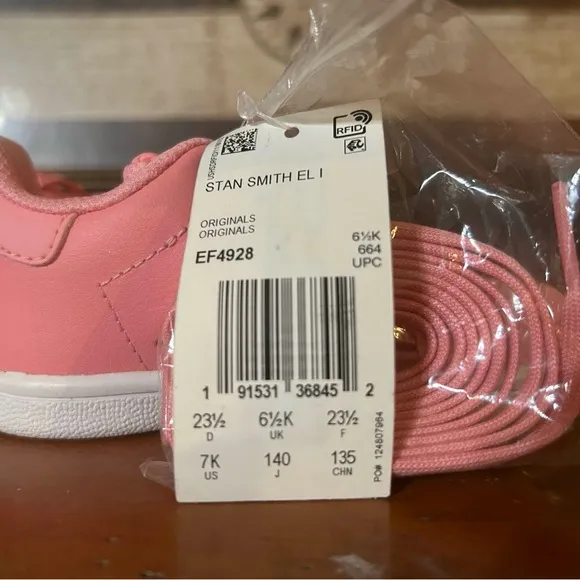 RFID
STAN SMITH EL I
ORIGINALS
ORIGINALS
EF4928
6½K
664
UPC
1 91531 36845 2
23½ 6½K 23½
D UK F
7K 140 135
US J CHN
PO# 124807964